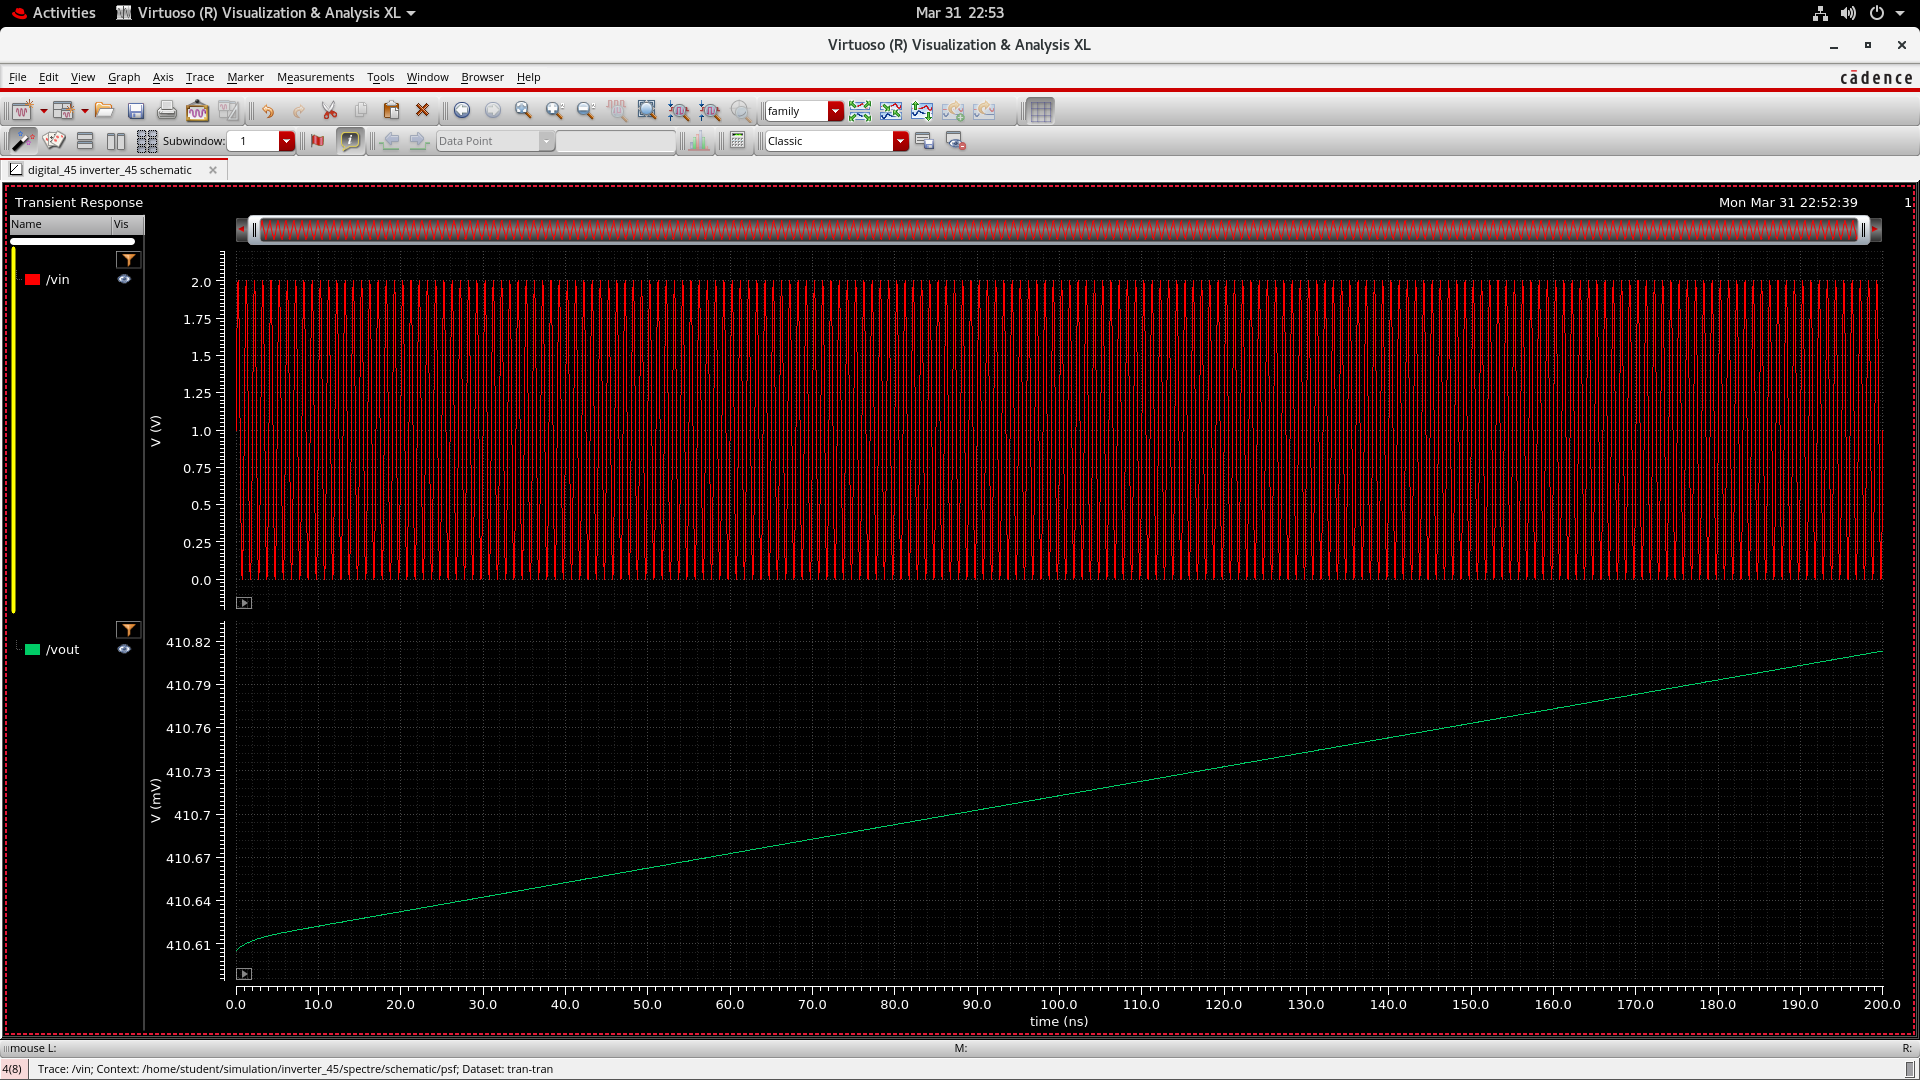 Activities Virtuoso (R) Visualization & Analysis XL Mar 31 22:53
Virtuoso (R) Visualization & Analysis XL
File Edit View Graph Axis Trace Marker Measurements Tools Window Browser Help cādence
family
Subwindow: 1 Data Point Classic
digital_45 inverter_45 schematic
Transient Response Mon Mar 31 22:52:39 1
Name Vis
/vin
2.0
1.75
1.5
1.25
1.0
0.75
0.5
0.25
0.0
V (V)
/vout
410.82
410.79
410.76
410.73
410.7
410.67
410.64
410.61
V (mV)
0.0 10.0 20.0 30.0 40.0 50.0 60.0 70.0 80.0 90.0 100.0 110.0 120.0 130.0 140.0 150.0 160.0 170.0 180.0 190.0 200.0
time (ns)
mouse L: M: R:
4(8) Trace: /vin; Context: /home/student/simulation/inverter_45/spectre/schematic/psf; Dataset: tran-tran